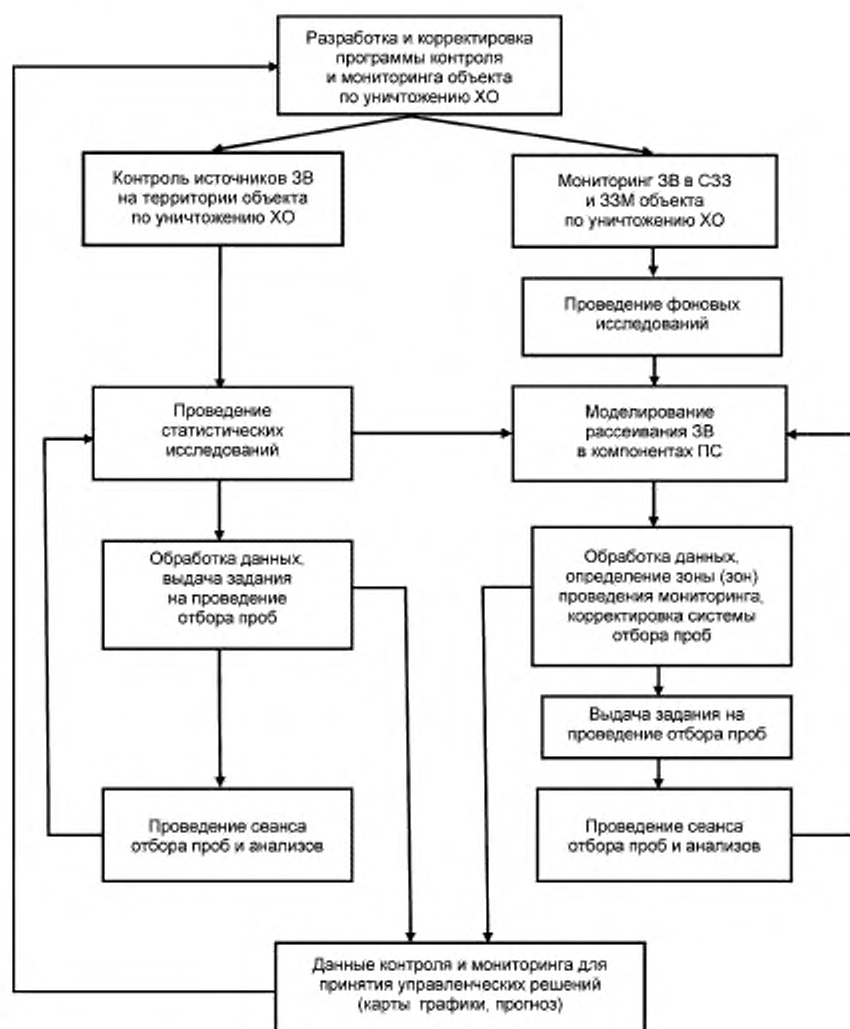 Разработка и корректировка
программы контроля
и мониторинга объекта
по уничтожению ХО
Контроль источников ЗВ
на территории объекта
по уничтожению ХО
Мониторинг ЗВ в СЗЗ
и ЗЗМ объекта
по уничтожению ХО
Проведение фоновых
исследований
Проведение
статистических
исследований
Моделирование
рассеивания ЗВ
в компонентах ПС
Обработка данных,
выдача задания
на проведение
отбора проб
Обработка данных,
определение зоны (зон)
проведения мониторинга,
корректировка системы
отбора проб
Выдача задания на
проведение отбора проб
Проведение сеанса
отбора проб и анализов
Проведение сеанса
отбора проб и анализов
Данные контроля и мониторинга для
принятия управленческих решений
(карты графики, прогноз)